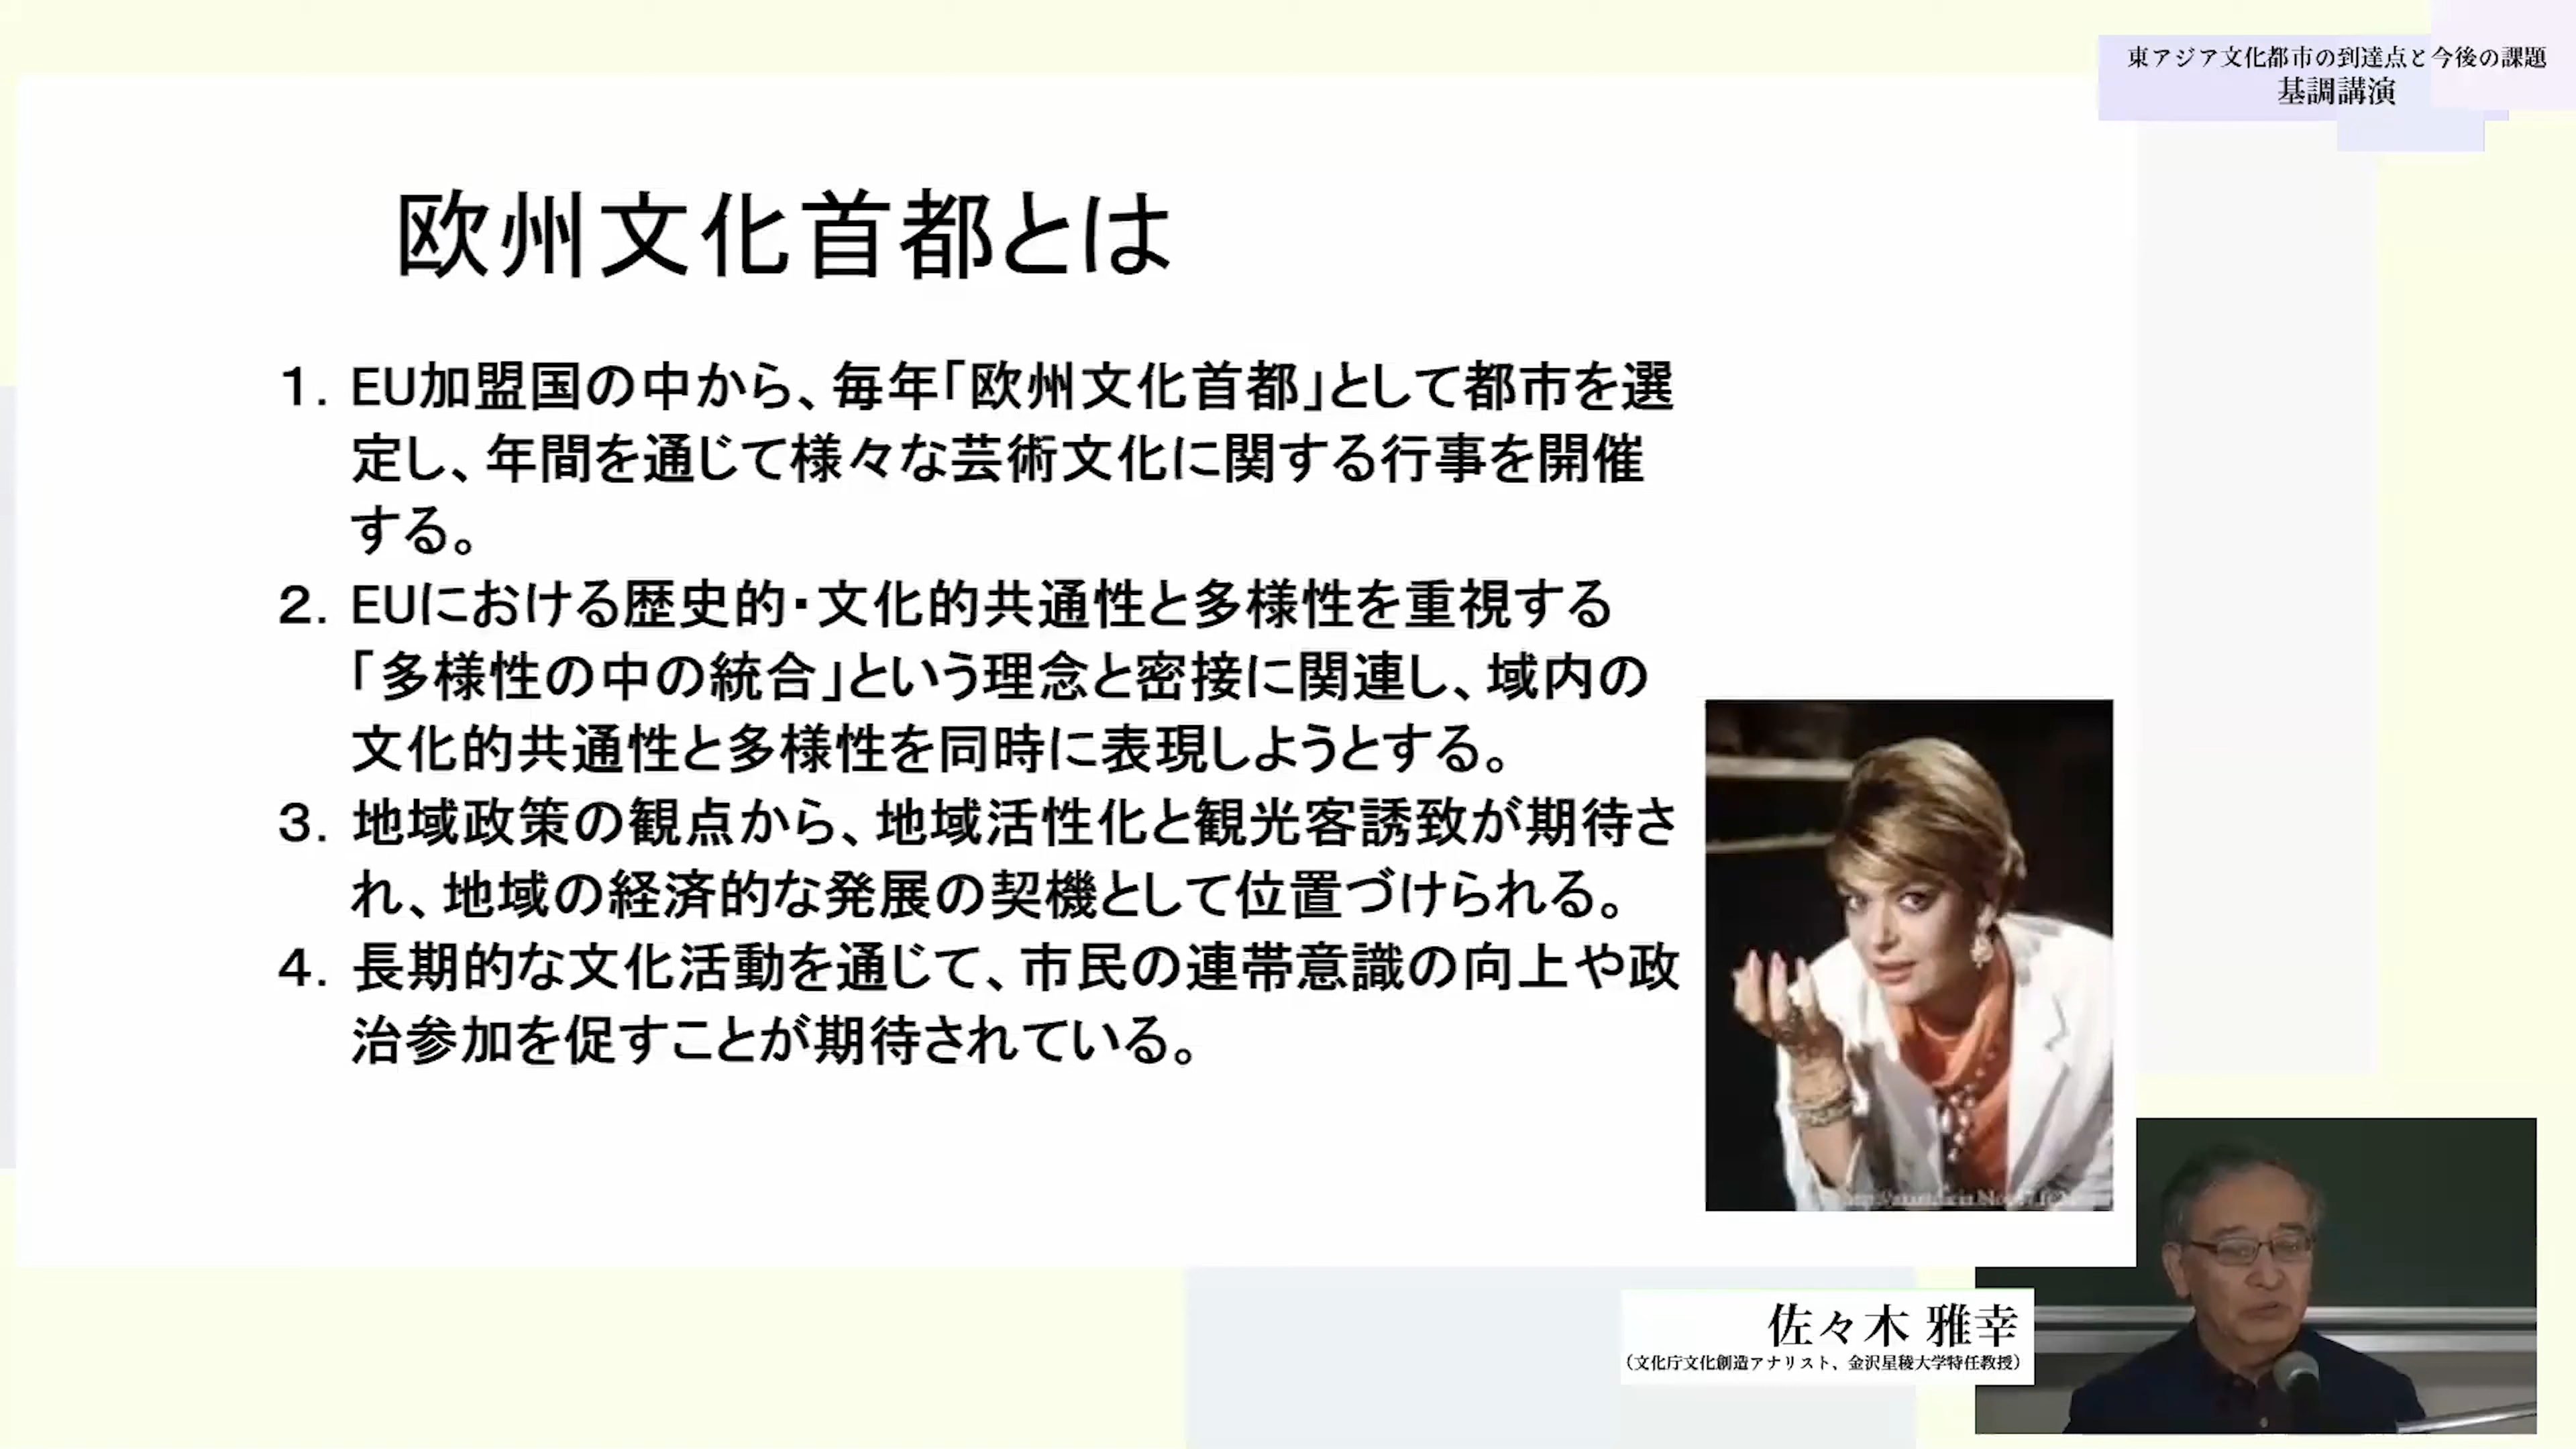 東アジア文化都市の到達点と今後の課題
基調講演
欧州文化首都とは
1. EU加盟国の中から、毎年「欧州文化首都」として都市を選
定し、年間を通じて様々な芸術文化に関する行事を開催
する。
2. EUにおける歴史的・文化的共通性と多様性を重視する
「多様性の中の統合」という理念と密接に関連し、域内の
文化的共通性と多様性を同時に表現しようとする。
3. 地域政策の観点から、地域活性化と観光客誘致が期待さ
れ、地域の経済的な発展の契機として位置づけられる。
4. 長期的な文化活動を通じて、市民の連帯意識の向上や政
治参加を促すことが期待されている。
佐々木 雅幸
（文化庁文化創造アナリスト、金沢星稜大学特任教授）